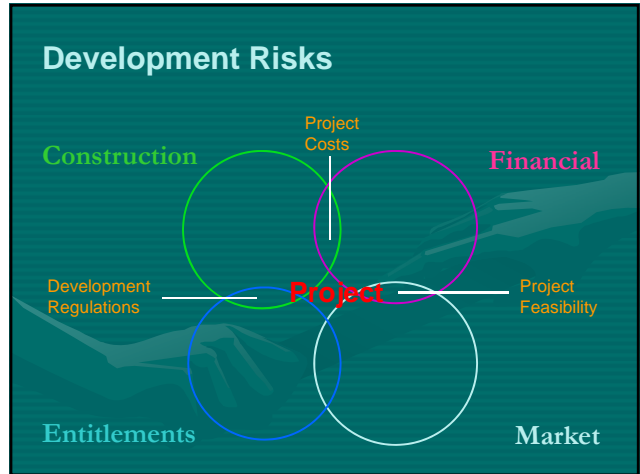 Development Risks
Project
Costs
Construction
Financial
Development
Regulations
Project
Project
Feasibility
Entitlements
Market